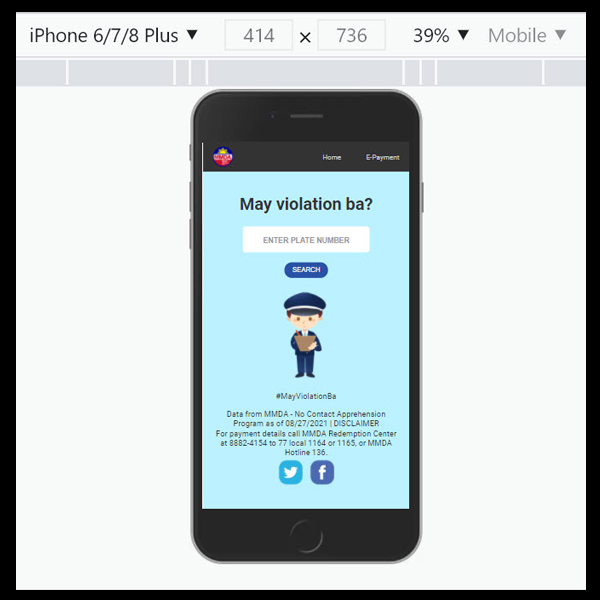 iPhone 6/7/8 Plus ▼ 414 × 736 39% ▼ Mobile ▼
MMDA Home E-Payment
May violation ba?
ENTER PLATE NUMBER
SEARCH
#MayViolationBa
Data from MMDA - No Contact Apprehension
Program as of 08/27/2021 | DISCLAIMER
For payment details call MMDA Redemption Center
at 8882-4154 to 77 local 1164 or 1165, or MMDA
Hotline 136.